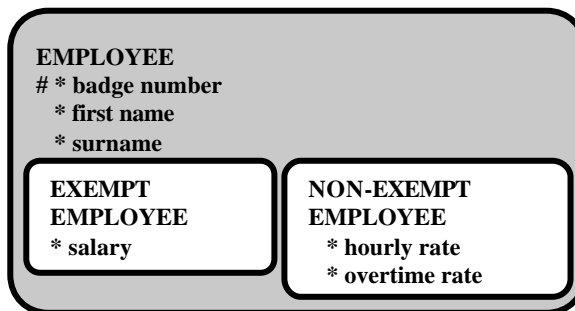 EMPLOYEE
# * badge number
* first name
* surname
EXEMPT
EMPLOYEE
* salary
NON-EXEMPT
EMPLOYEE
* hourly rate
* overtime rate